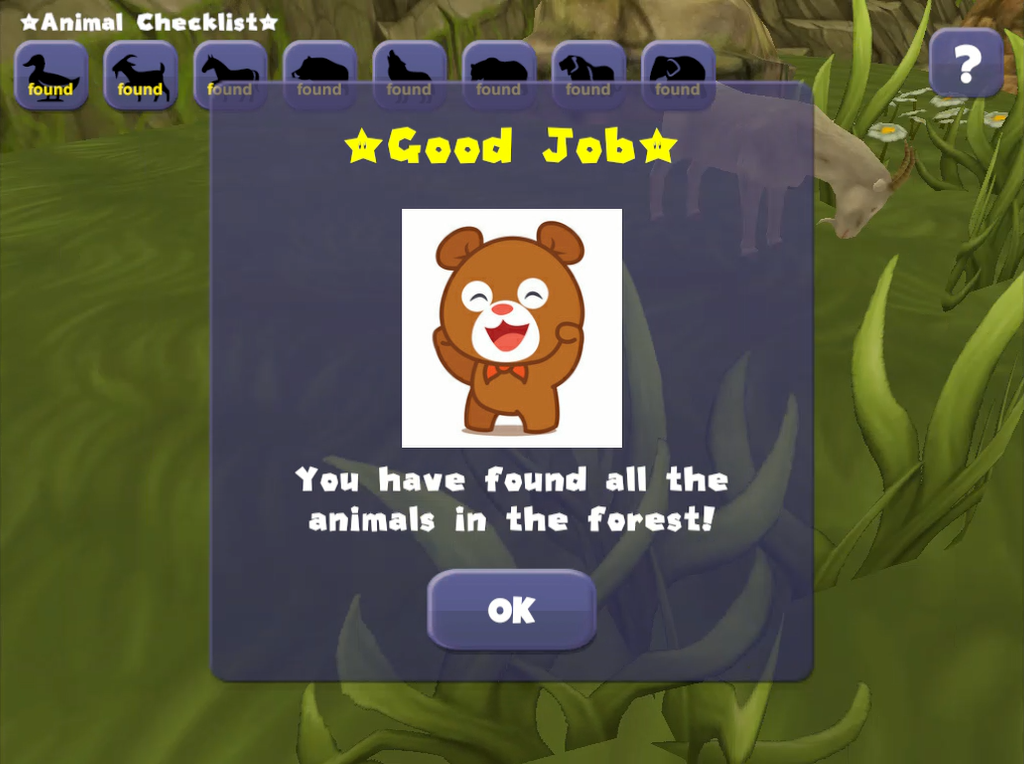 ★Animal Checklist★
found found found found found found found found
?
★Good Job★
You have found all the
animals in the forest!
OK